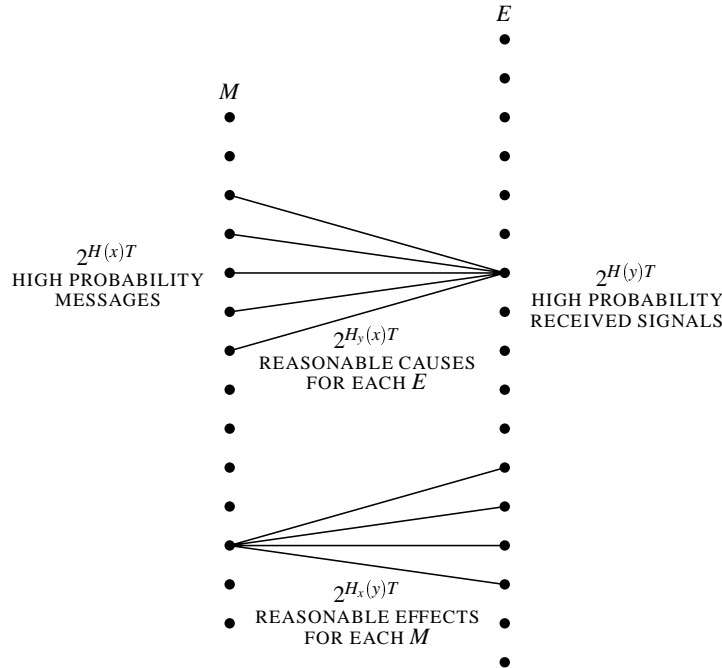 E
M
2^{H(x)T}
HIGH PROBABILITY
MESSAGES
2^{H(y)T}
HIGH PROBABILITY
RECEIVED SIGNALS
2^{H_y(x)T}
REASONABLE CAUSES
FOR EACH E
2^{H_x(y)T}
REASONABLE EFFECTS
FOR EACH M